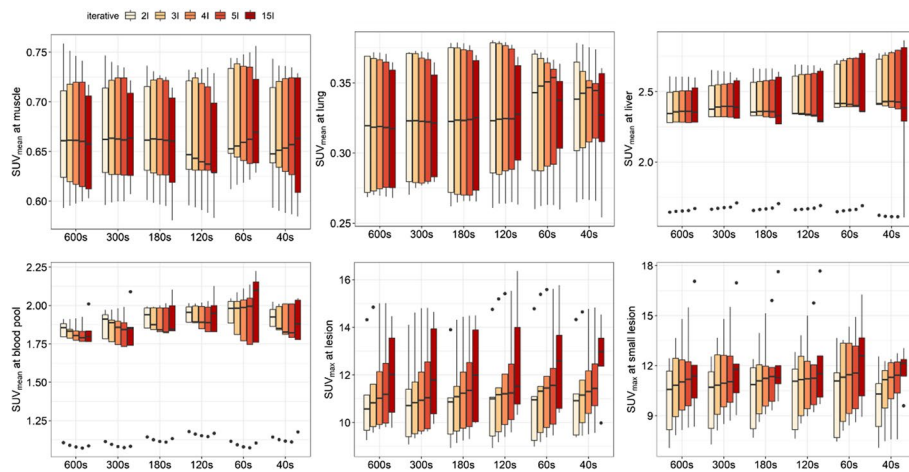 iterative 2I 3I 4I 5I 15I
SUVmean at muscle
0.75
0.70
0.65
0.60
600s 300s 180s 120s 60s 40s
SUVmean at lung
0.35
0.30
0.25
600s 300s 180s 120s 60s 40s
SUVmean at liver
2.5
2.0
600s 300s 180s 120s 60s 40s
SUVmean at blood pool
2.25
2.00
1.75
1.50
1.25
600s 300s 180s 120s 60s 40s
SUVmax at lesion
16
14
12
10
600s 300s 180s 120s 60s 40s
SUVmax at small lesion
18
15
12
9
600s 300s 180s 120s 60s 40s